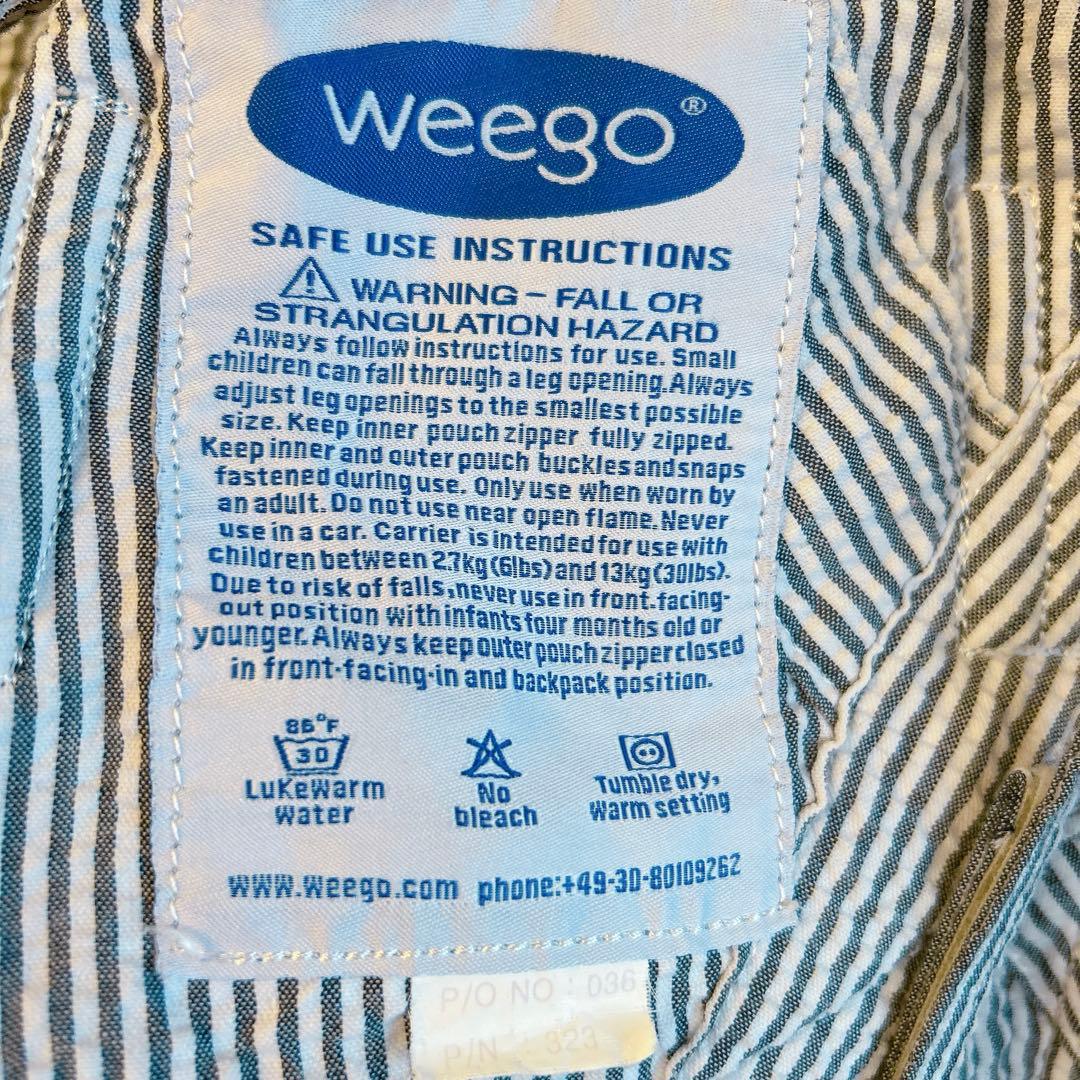 weego®
SAFE USE INSTRUCTIONS
WARNING - FALL OR
STRANGULATION HAZARD
Always follow instructions for use. Small
children can fall through a leg opening. Always
adjust leg openings to the smallest possible
size. Keep inner pouch zipper fully zipped.
Keep inner and outer pouch buckles and snaps
fastened during use. Only use when worn by
an adult. Do not use near open flame. Never
use in a car. Carrier is intended for use with
children between 2.7kg (6lbs) and 13kg (30lbs).
Due to risk of falls, never use in front-facing-
out position with infants four months old or
younger. Always keep outer pouch zipper closed
in front-facing-in and backpack position.
86°F
30
Lukewarm
water
No
bleach
Tumble dry,
warm setting
www.weego.com phone:+49-30-80109262
P/O NO : 036
P/N : 323